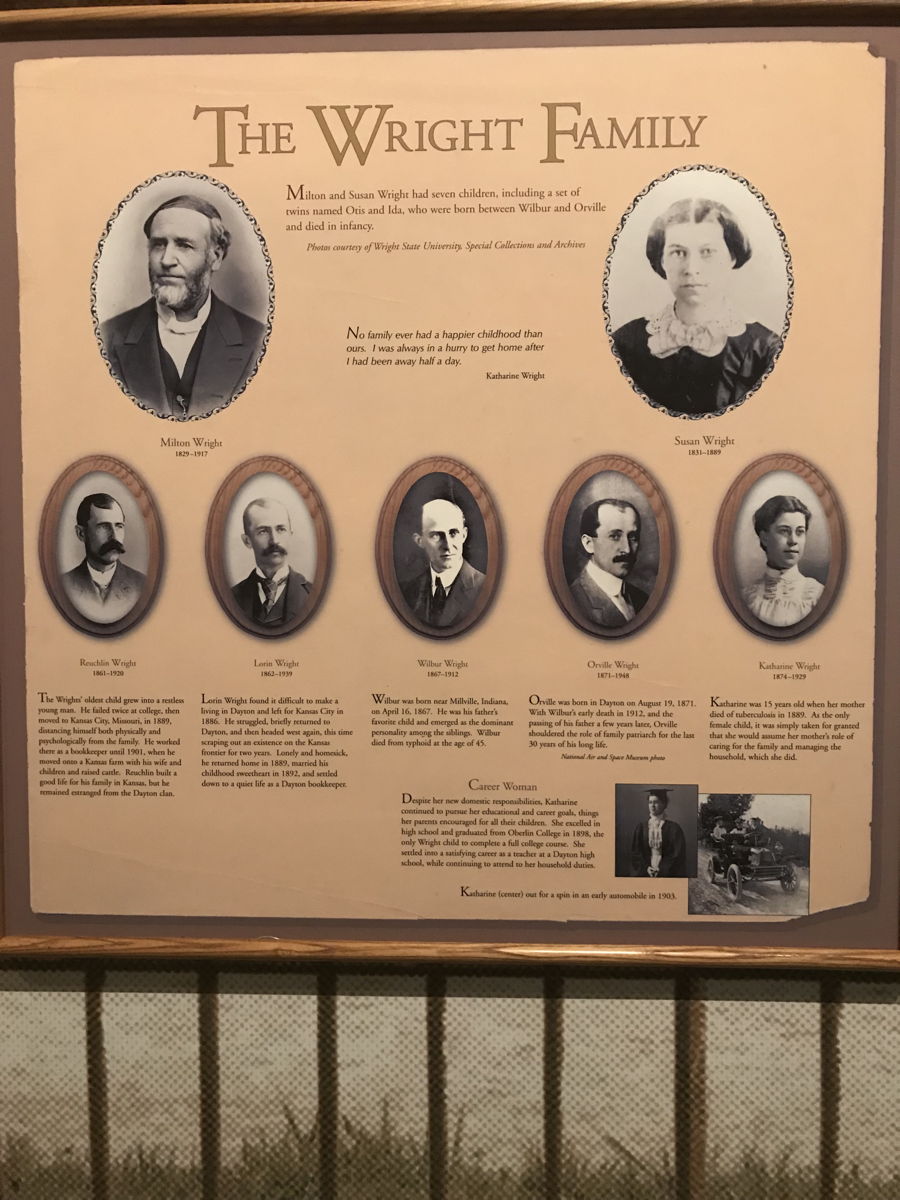 THE WRIGHT FAMILY
Milton and Susan Wright had seven children, including a set of
twins named Otis and Ida, who were born between Wilbur and Orville
and died in infancy.
Photos courtesy of Wright State University, Special Collections and Archives
No family ever had a happier childhood than
ours. I was always in a hurry to get home after
I had been away half a day.
Katharine Wright
Milton Wright
1829–1917
Susan Wright
1831–1889
Reuchlin Wright
1861–1920
Lorin Wright
1862–1939
Wilbur Wright
1867–1912
Orville Wright
1871–1948
Katharine Wright
1874–1929
The Wrights' oldest child grew into a restless
young man. He failed twice at college, then
moved to Kansas City, Missouri, in 1889,
distancing himself both physically and
psychologically from the family. He worked
there as a bookkeeper until 1901, when he
moved onto a Kansas farm with his wife and
children and raised cattle. Reuchlin built a
good life for his family in Kansas, but he
remained estranged from the Dayton clan.
Lorin Wright found it difficult to make a
living in Dayton and left for Kansas City in
1886. He struggled, briefly returned to
Dayton, and then headed west again, this time
scraping out an existence on the Kansas
frontier for two years. Lonely and homesick,
he returned home in 1889, married his
childhood sweetheart in 1892, and settled
down to a quiet life as a Dayton bookkeeper.
Wilbur was born near Millville, Indiana,
on April 16, 1867. He was his father's
favorite child and emerged as the dominant
personality among the siblings. Wilbur
died from typhoid at the age of 45.
Orville was born in Dayton on August 19, 1871.
With Wilbur's early death in 1912, and the
passing of his father a few years later, Orville
shouldered the role of family patriarch for the last
30 years of his long life.
National Air and Space Museum photo
Katharine was 15 years old when her mother
died of tuberculosis in 1889. As the only
female child, it was simply taken for granted
that she would assume her mother's role of
caring for the family and managing the
household, which she did.
Career Woman
Despite her new domestic responsibilities, Katharine
continued to pursue her educational and career goals, things
her parents encouraged for all their children. She excelled in
high school and graduated from Oberlin College in 1898, the
only Wright child to complete a full college course. She
settled into a satisfying career as a teacher at a Dayton high
school, while continuing to attend to her household duties.
Katharine (center) out for a spin in an early automobile in 1903.